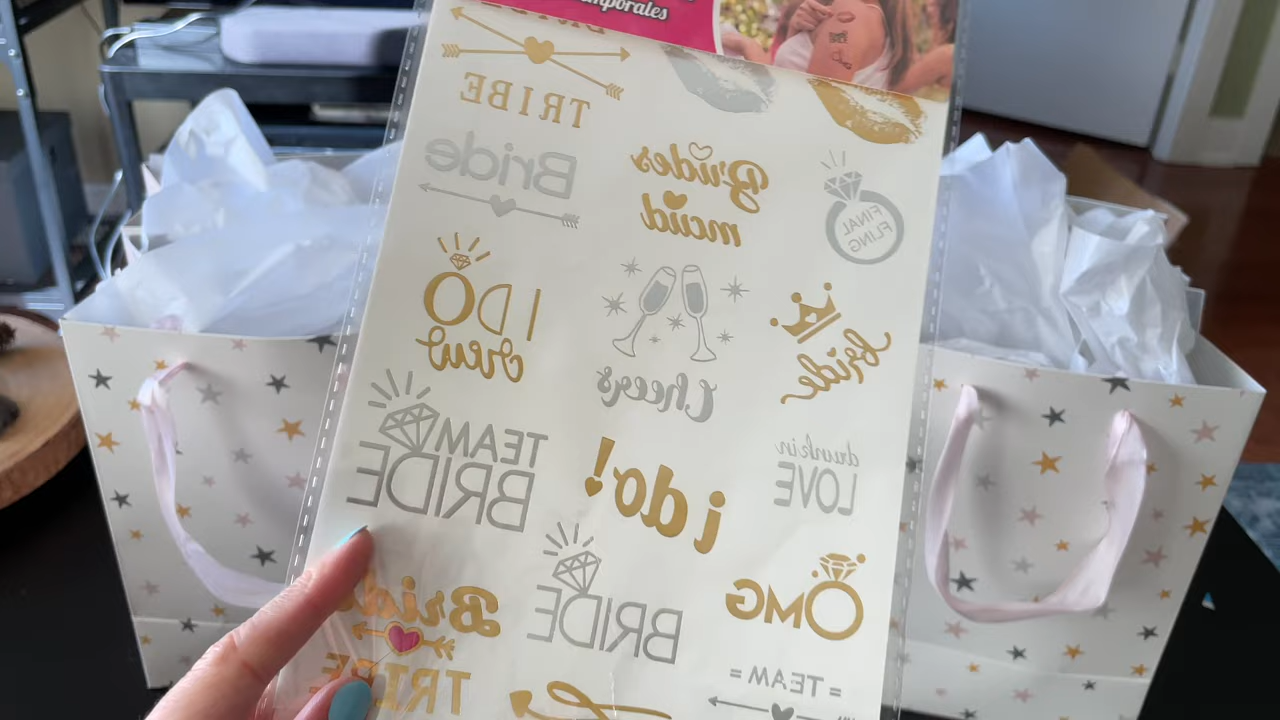 mporales
TRIBE
Bride
Brides
maid
FINAL
FLING
I DO
crew
Cheers
bride
TEAM
BRIDE
i do!
drunk in
LOVE
Bride
TRIBE
BRIDE
OMG
= TEAM =